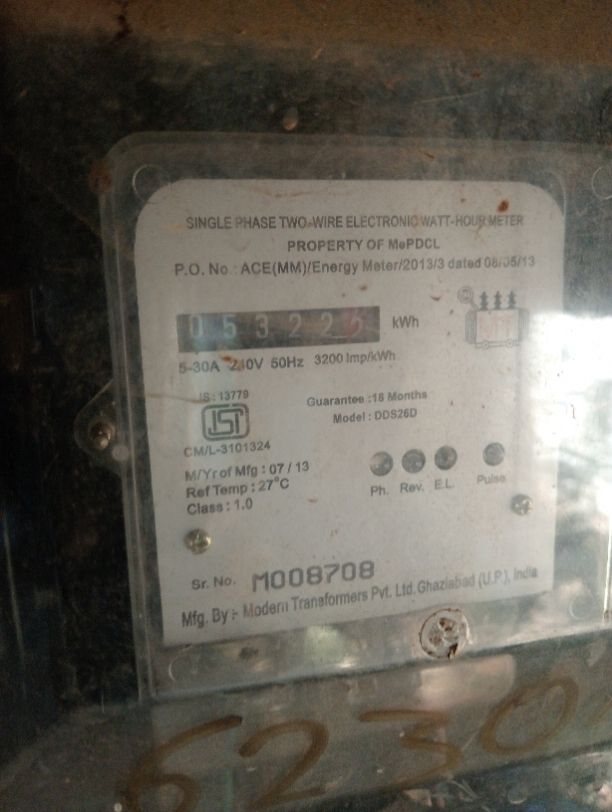 SINGLE PHASE TWO-WIRE ELECTRONIC WATT-HOUR METER
PROPERTY OF MePDCL
P.O. No.: ACE(MM)/Energy Meter/2013/3 dated 08/05/13
05322 kWh
MT
5-30A 240V 50Hz 3200 Imp/kWh
IS : 13779
ISI
CM/L-3101324
Guarantee :18 Months
Model : DDS26D
M/Yr of Mfg : 07 / 13
Ref Temp : 27°C
Class : 1.0
Ph. Rev. E.L. Pulse
Sr. No. M008708
Mfg. By :- Modern Transformers Pvt. Ltd. Ghaziabad (U.P.), India
6230